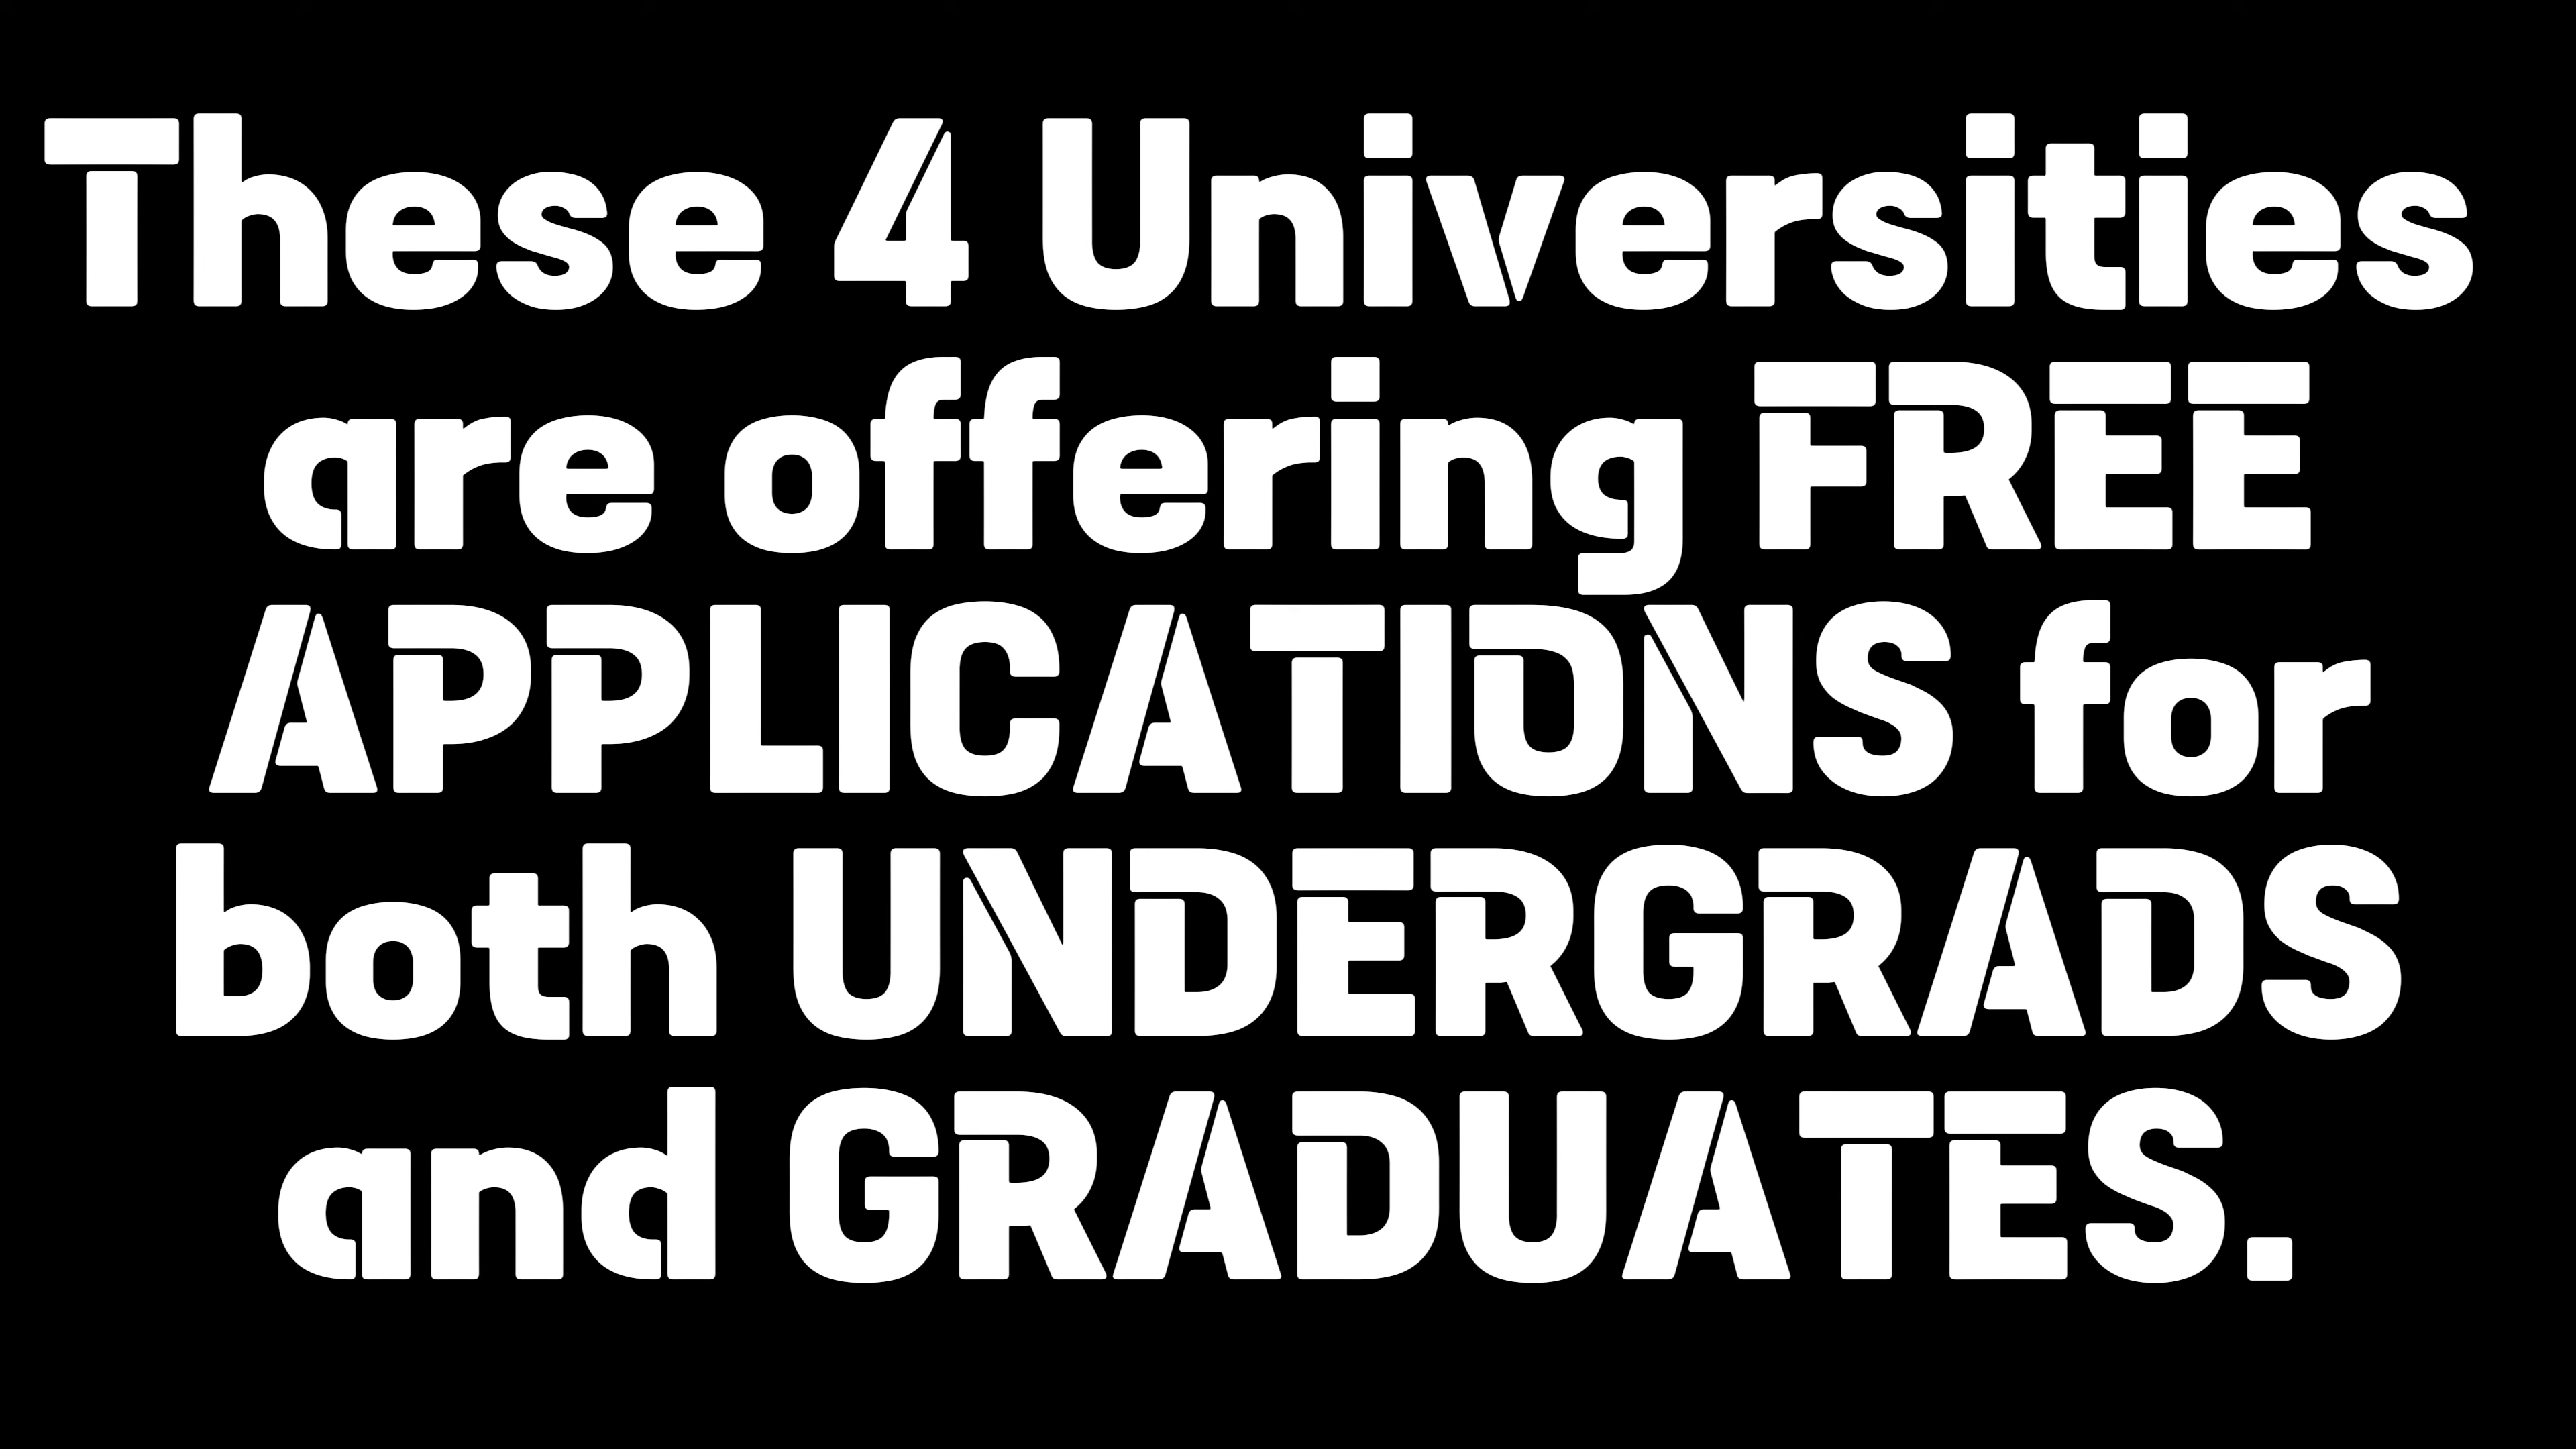 These 4 Universities
are offering FREE
APPLICATIONS for
both UNDERGRADS
and GRADUATES.